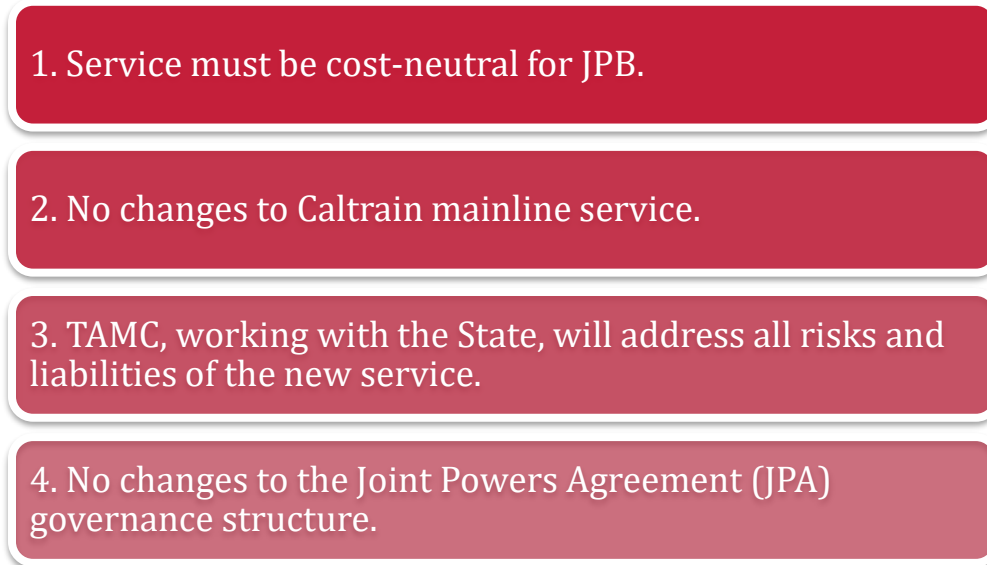 1. Service must be cost-neutral for JPB.
2. No changes to Caltrain mainline service.
3. TAMC, working with the State, will address all risks and
liabilities of the new service.
4. No changes to the Joint Powers Agreement (JPA)
governance structure.